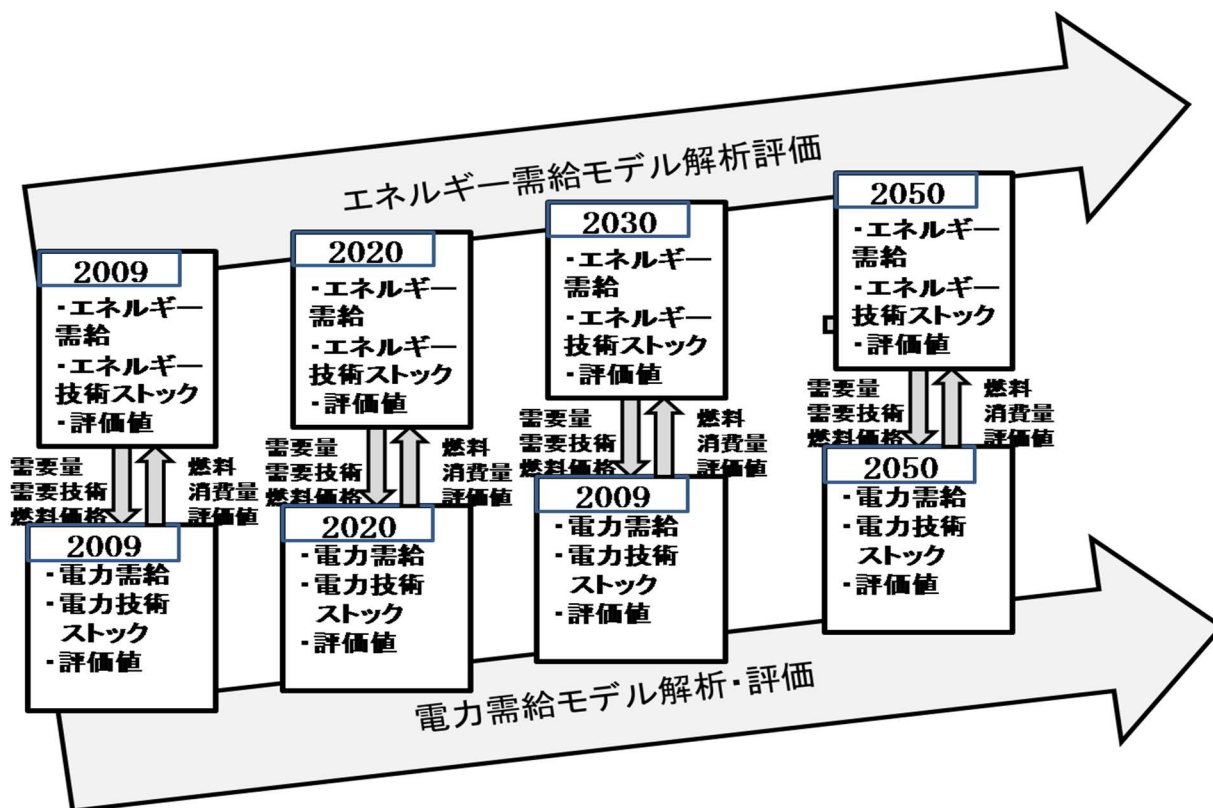 エネルギー需給モデル解析評価
2009
・エネルギー
需給
・エネルギー
技術ストック
・評価値
2020
・エネルギー
需給
・エネルギー
技術ストック
・評価値
2030
・エネルギー
需給
・エネルギー
技術ストック
・評価値
2050
・エネルギー
需給
・エネルギー
技術ストック
・評価値
需要量
需要技術
燃料価格
燃料
消費量
評価値
需要量
需要技術
燃料価格
燃料
消費量
評価値
需要量
需要技術
燃料価格
燃料
消費量
評価値
需要量
需要技術
燃料価格
燃料
消費量
評価値
2009
・電力需給
・電力技術
ストック
・評価値
2020
・電力需給
・電力技術
ストック
・評価値
2009
・電力需給
・電力技術
ストック
・評価値
2050
・電力需給
・電力技術
ストック
・評価値
電力需給モデル解析・評価